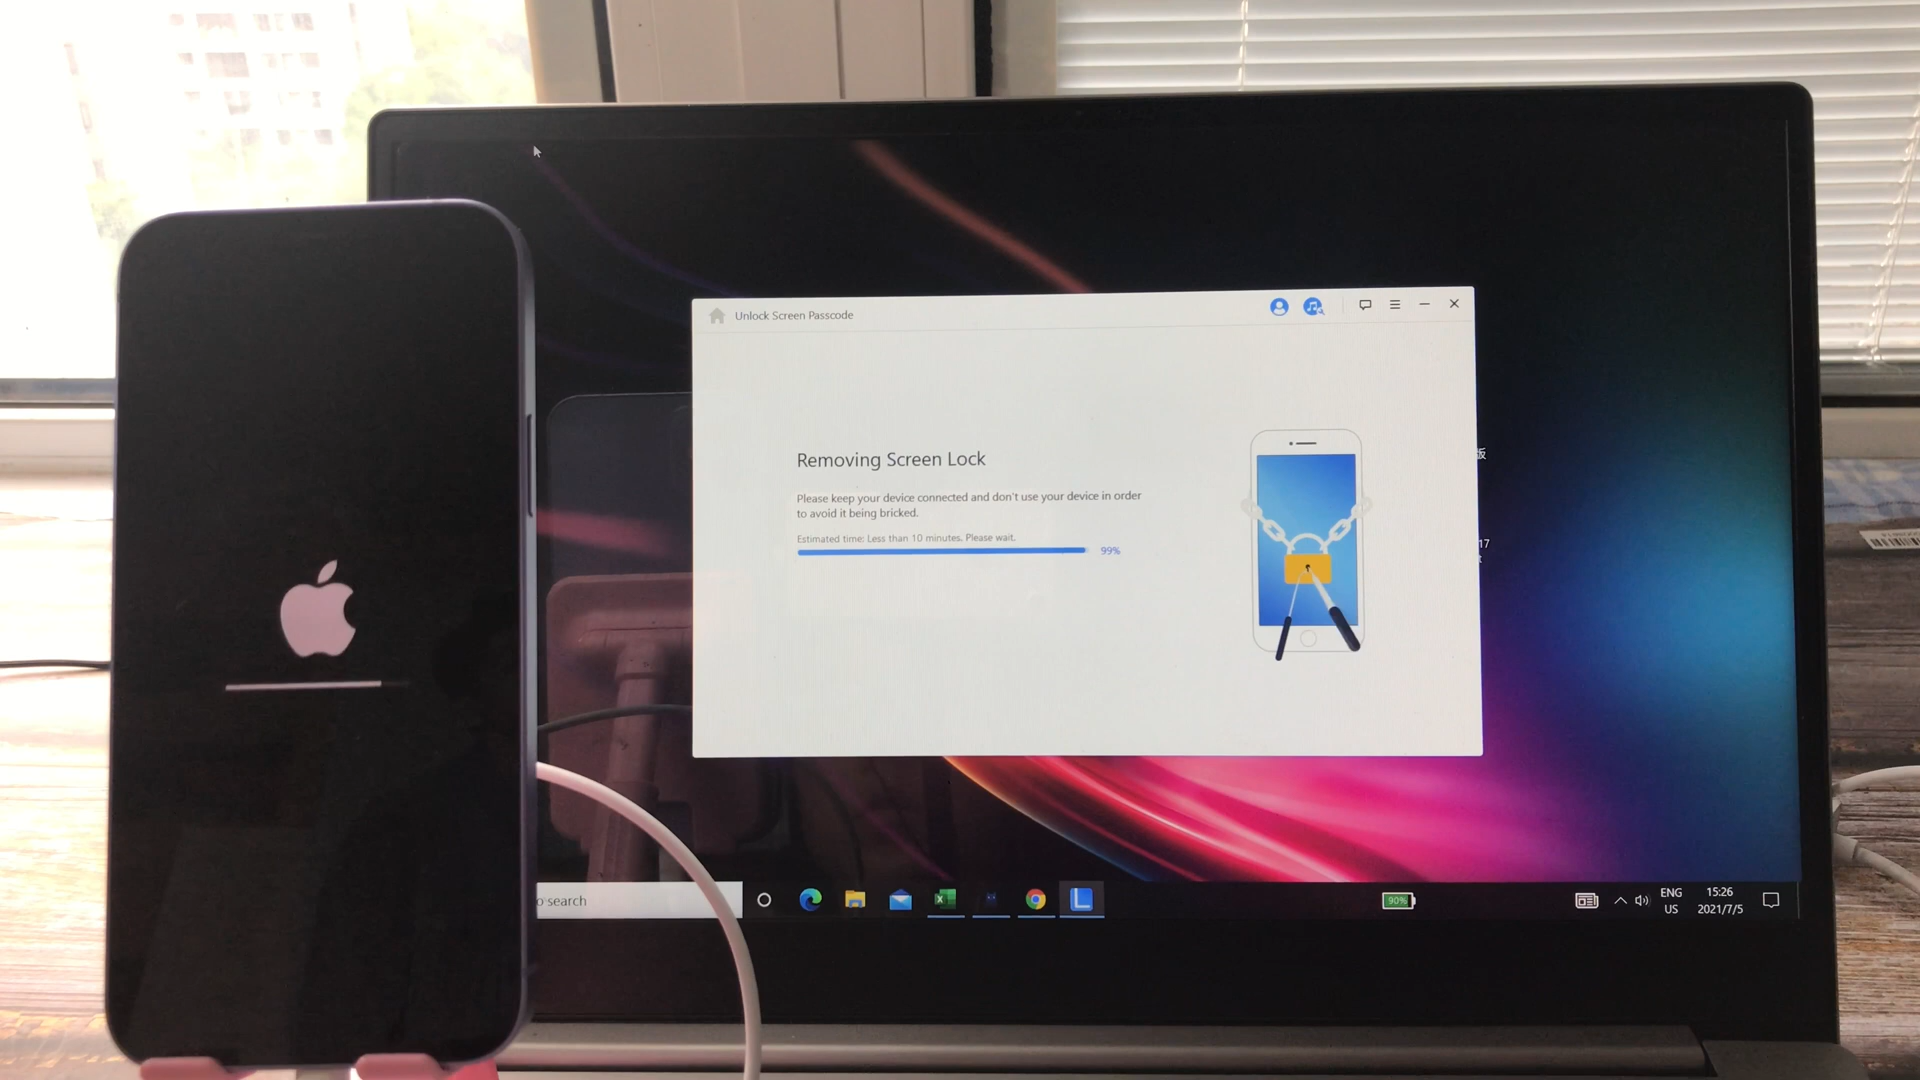 Unlock Screen Passcode
Removing Screen Lock
Please keep your device connected and don't use your device in order
to avoid it being bricked.
Estimated time: Less than 10 minutes. Please wait.
99%
版
17
o search
90%
ENG
US
15:26
2021/7/5